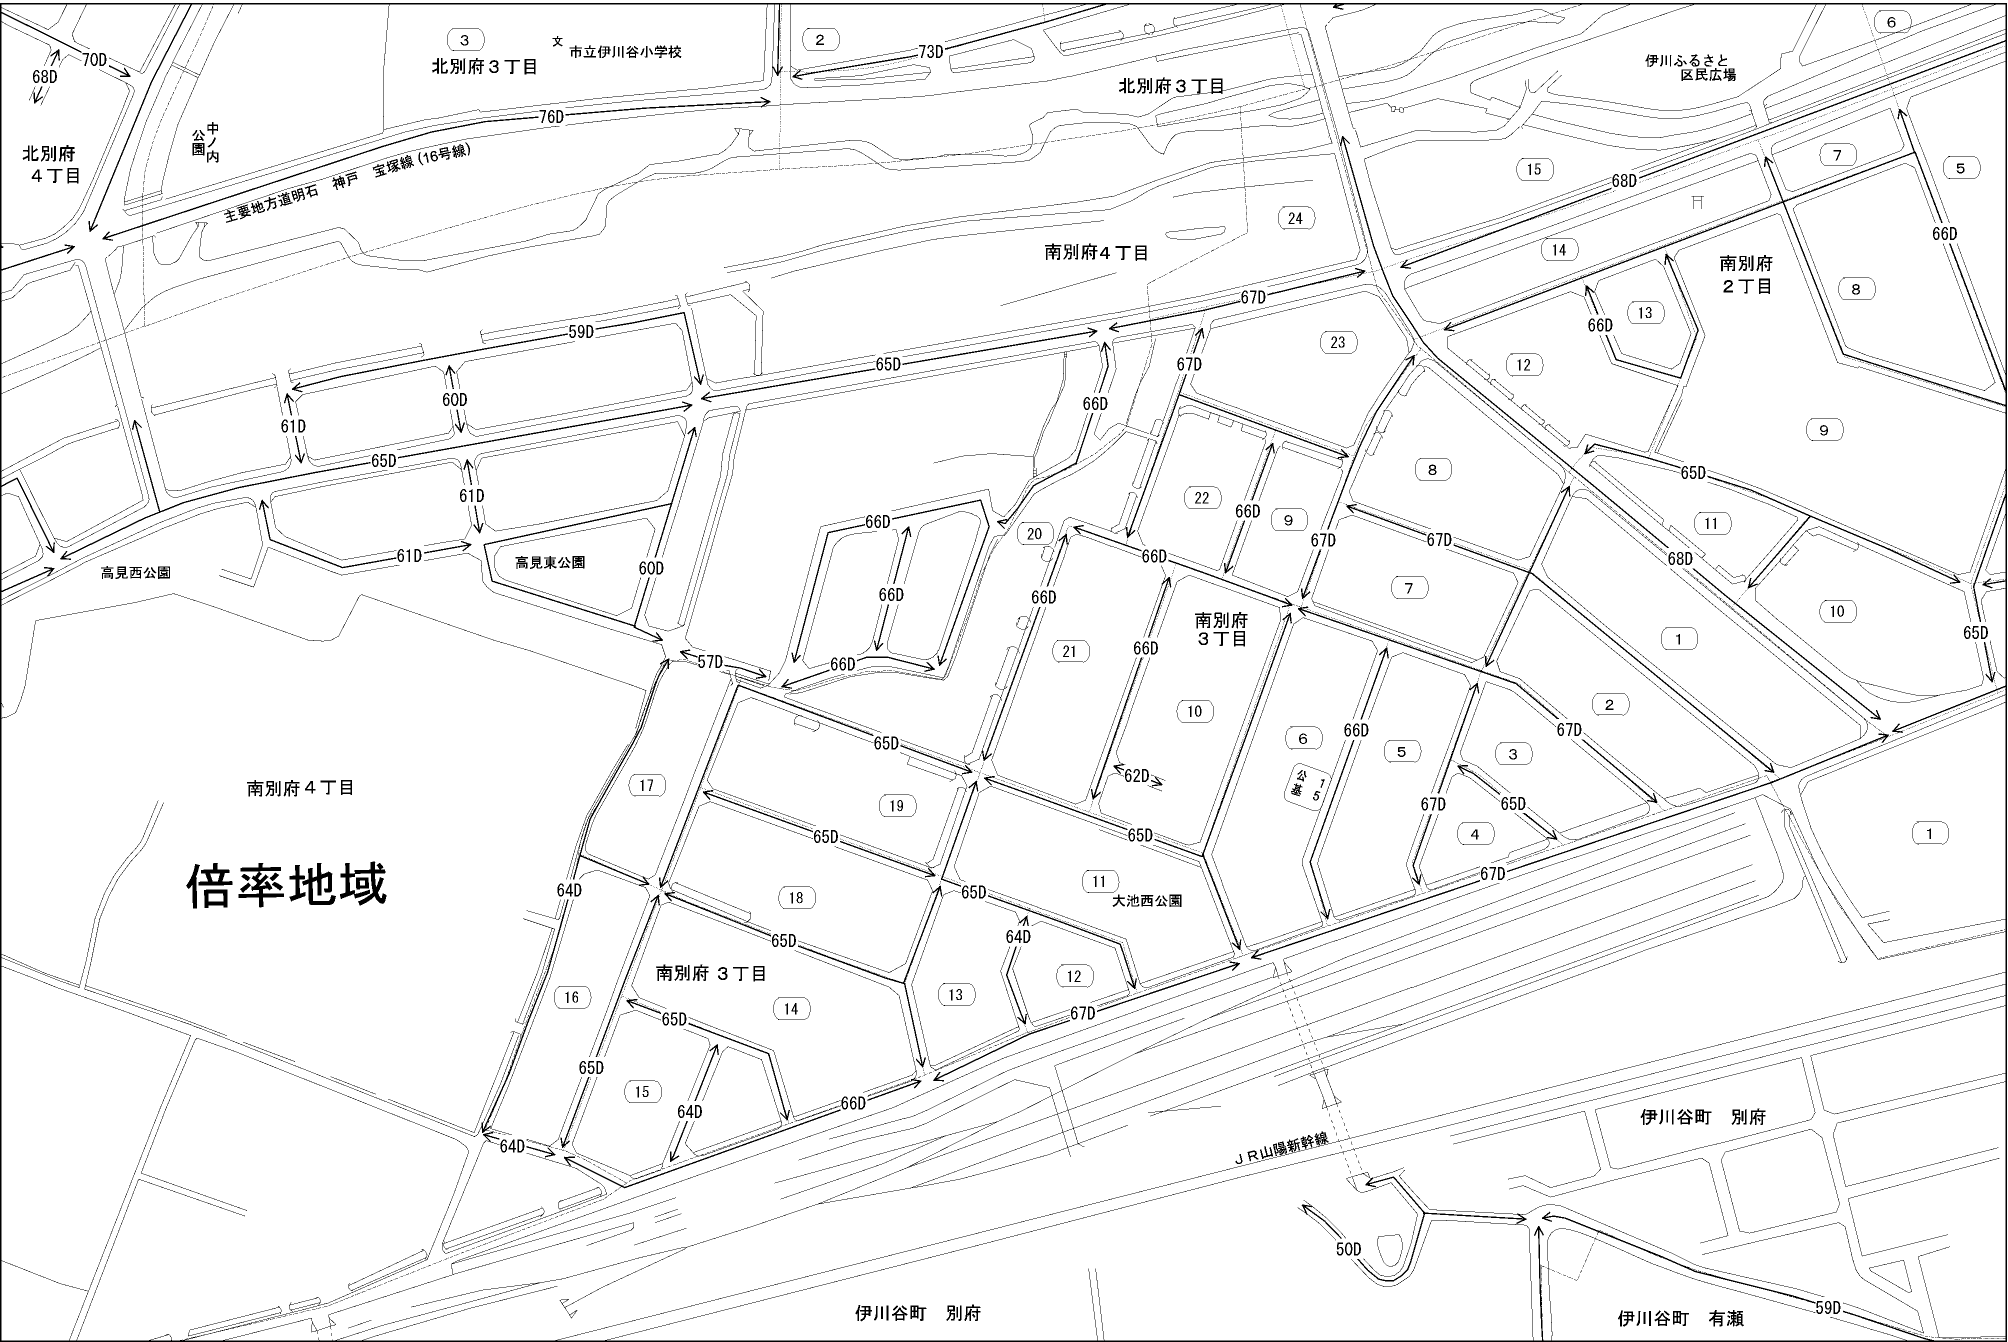 3
文
市立伊川谷小学校
北別府３丁目
2
73D
6
70D
68D
伊川ふるさと
区民広場
北別府３丁目
76D
中ノ内
公園
北別府
４丁目
主要地方道明石　神戸　宝塚線(16号線)
15
68D
7
5
24
66D
南別府４丁目
14
南別府
２丁目
8
67D
13
66D
59D
23
12
65D
67D
60D
66D
61D
9
65D
8
65D
61D
22
66D
9
66D
20
11
67D
67D
61D
高見西公園
高見東公園
60D
66D
68D
66D
66D
7
10
南別府
３丁目
1
65D
57D
66D
21
66D
10
2
6
66D
5
67D
3
65D
62D
公基
15
南別府４丁目
17
19
67D
65D
4
65D
65D
1
67D
倍率地域
64D
18
65D
11
大池西公園
65D
64D
南別府３丁目
16
14
13
12
65D
67D
65D
15
64D
66D
64D
伊川谷町　別府
ＪＲ山陽新幹線
50D
59D
伊川谷町　別府
伊川谷町　有瀬